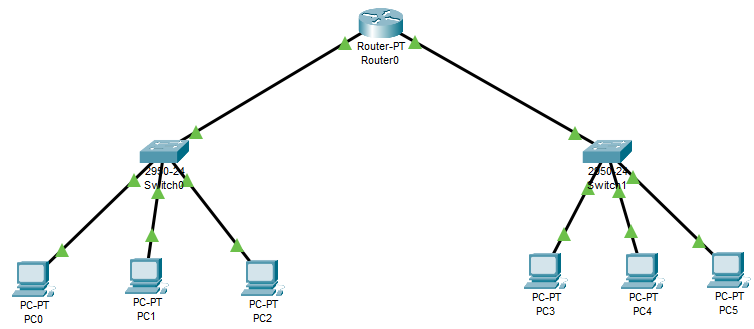 Router-PT
Router0
2950-24
Switch0
2950-24
Switch1
PC-PT
PC0
PC-PT
PC1
PC-PT
PC2
PC-PT
PC3
PC-PT
PC4
PC-PT
PC5